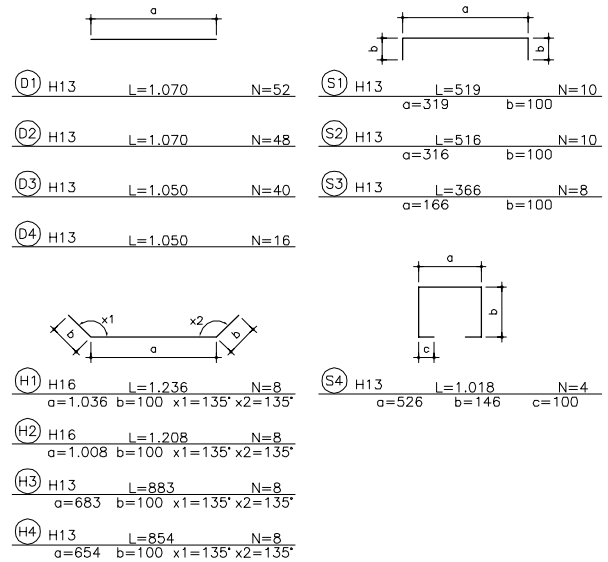 a
D1 H13 L=1.070 N=52
D2 H13 L=1.070 N=48
D3 H13 L=1.050 N=40
D4 H13 L=1.050 N=16
x1 x2
b a b
H1 H16 L=1.236 N=8
a=1.036 b=100 x1=135° x2=135°
H2 H16 L=1.208 N=8
a=1.008 b=100 x1=135° x2=135°
H3 H13 L=883 N=8
a=683 b=100 x1=135° x2=135°
H4 H13 L=854 N=8
a=654 b=100 x1=135° x2=135°
a
b b
S1 H13 L=519 N=10
a=319 b=100
S2 H13 L=516 N=10
a=316 b=100
S3 H13 L=366 N=8
a=166 b=100
a
b
c
S4 H13 L=1.018 N=4
a=526 b=146 c=100